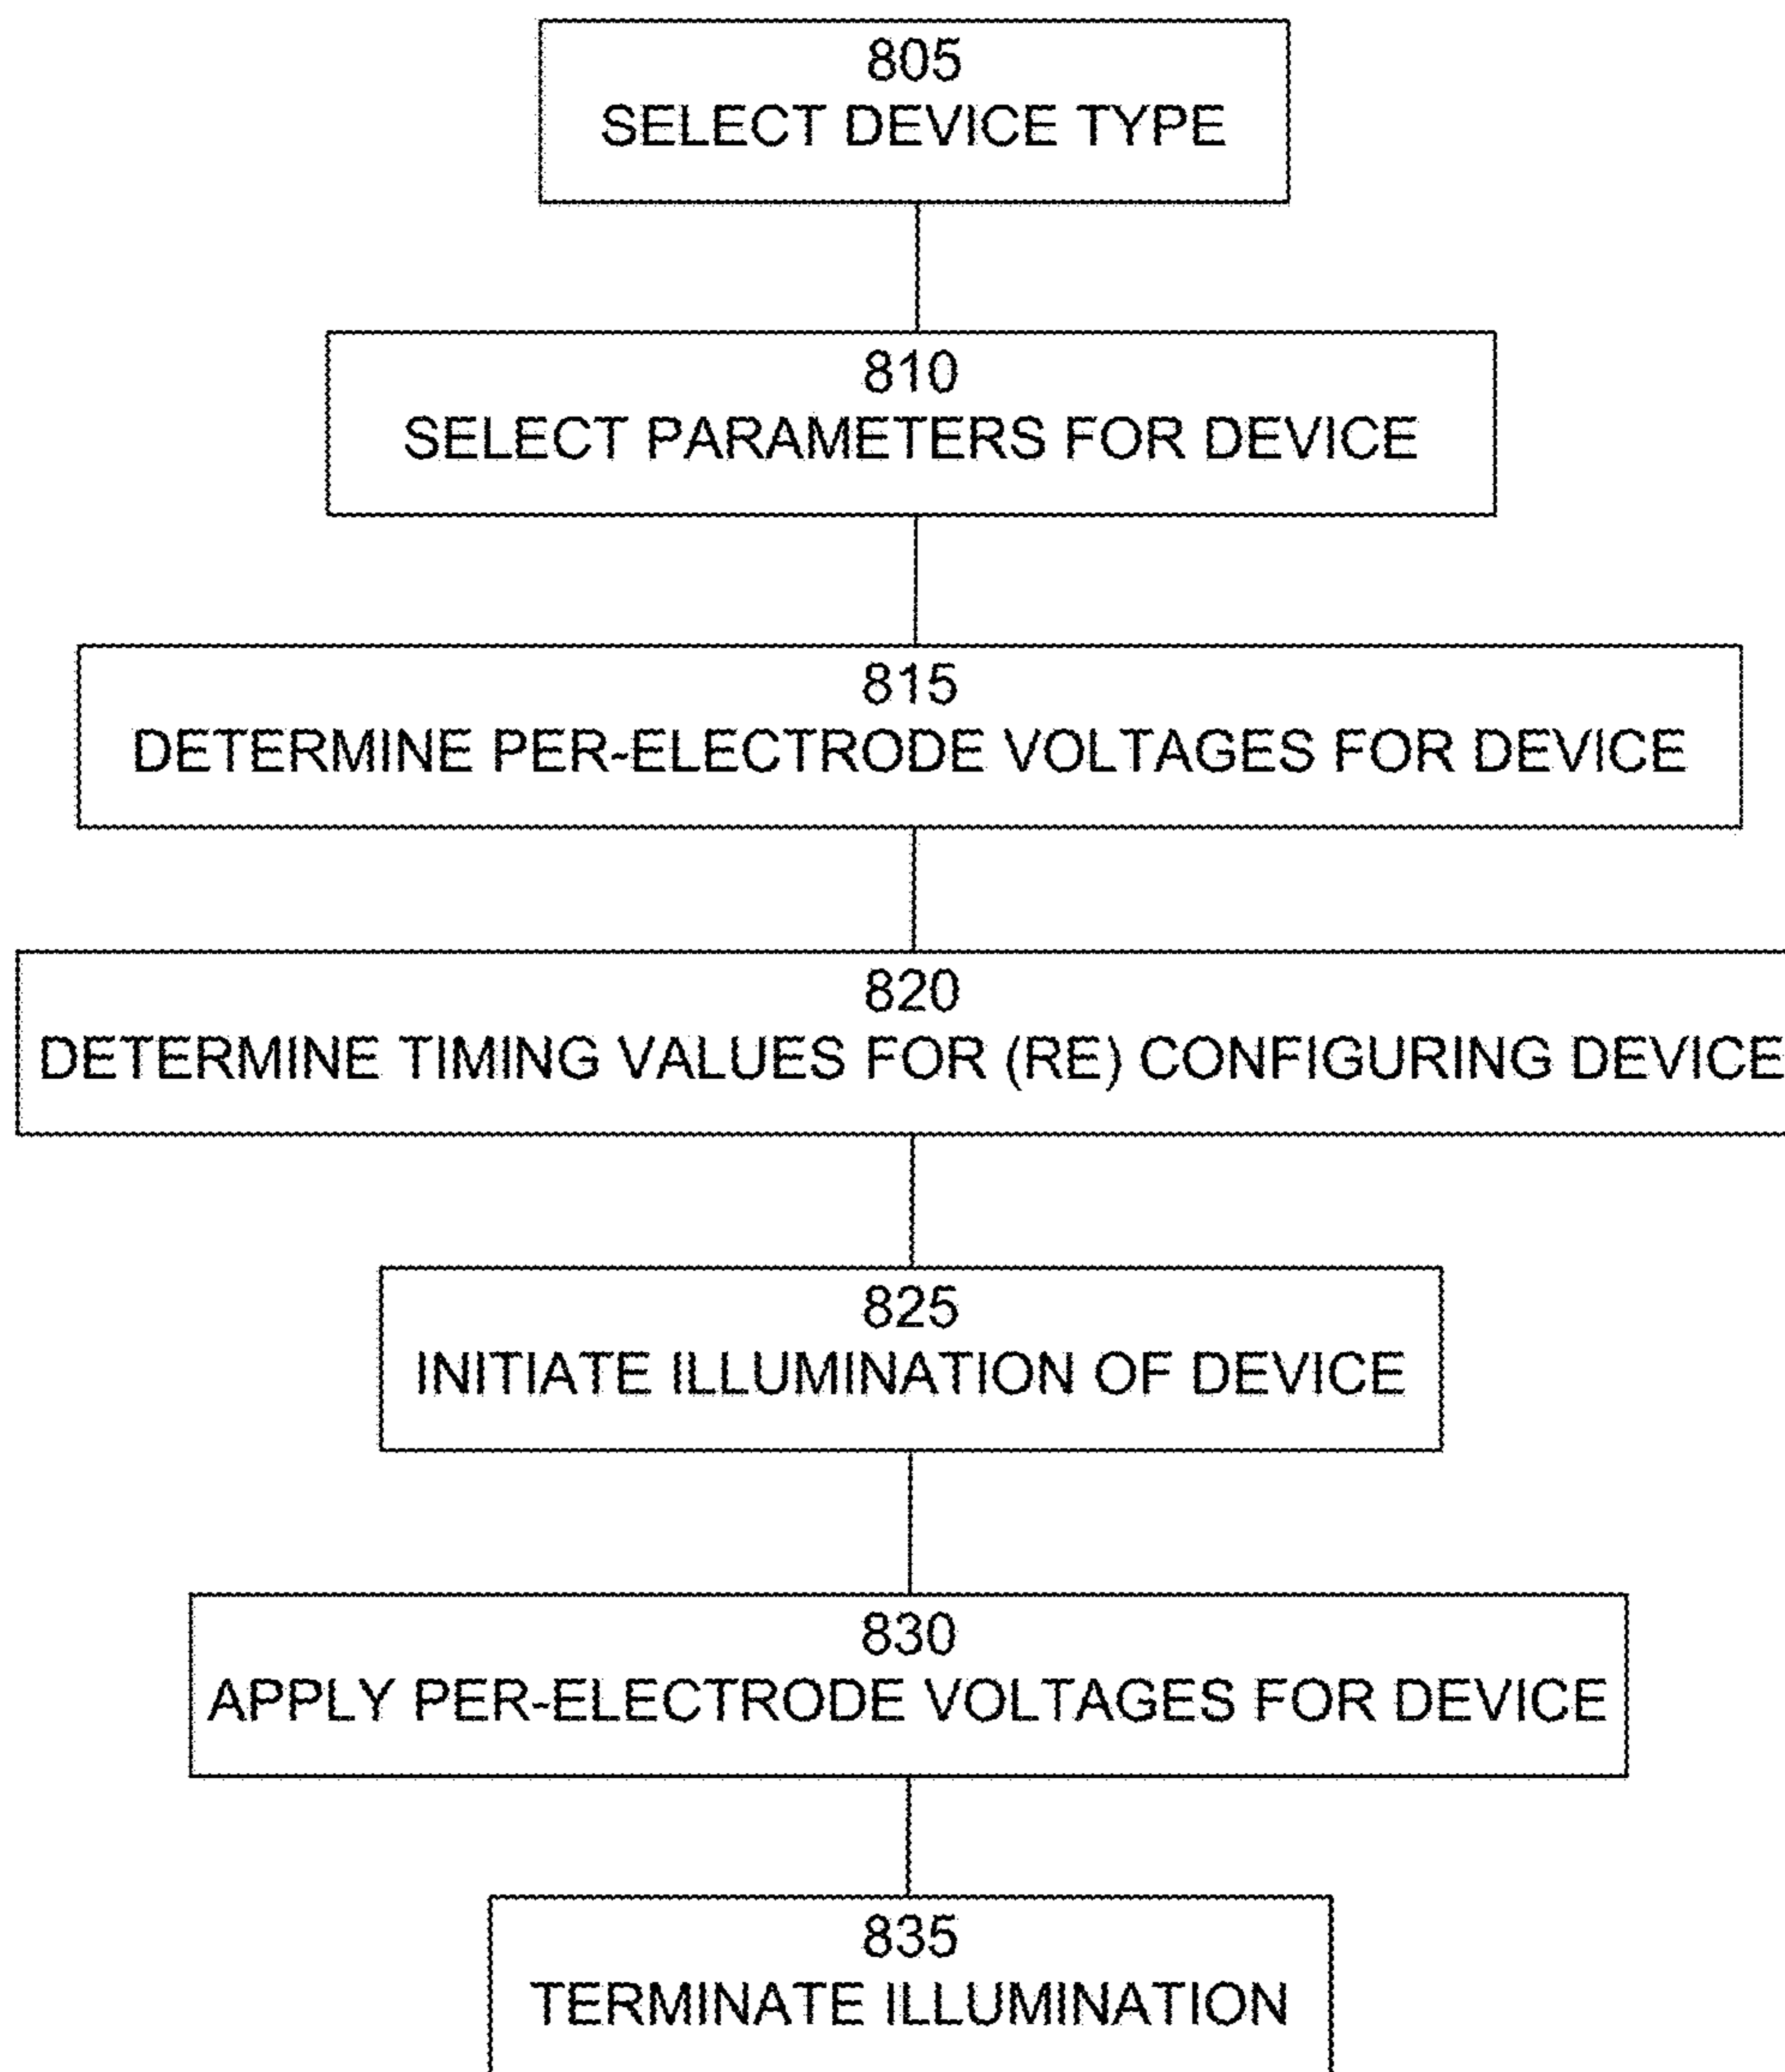 805
SELECT DEVICE TYPE
810
SELECT PARAMETERS FOR DEVICE
815
DETERMINE PER-ELECTRODE VOLTAGES FOR DEVICE
820
DETERMINE TIMING VALUES FOR (RE) CONFIGURING DEVICE
825
INITIATE ILLUMINATION OF DEVICE
830
APPLY PER-ELECTRODE VOLTAGES FOR DEVICE
835
TERMINATE ILLUMINATION